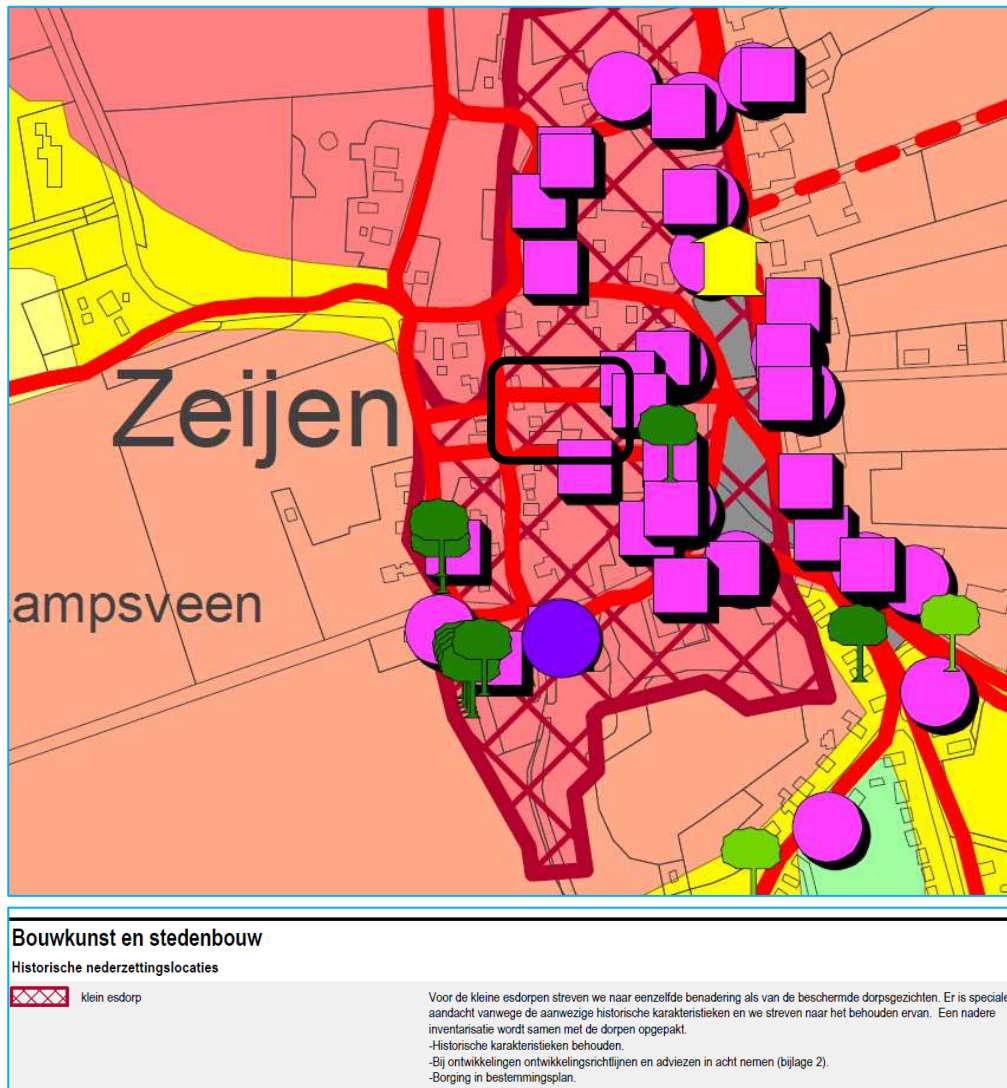 Zeijen
ampsveen
Bouwkunst en stedenbouw
Historische nederzettingslocaties
klein esdorp
Voor de kleine esdorpen streven we naar eenzelfde benadering als van de beschermde dorpsgezichten. Er is speciale
aandacht vanwege de aanwezige historische karakteristieken en we streven naar het behouden ervan. Een nadere
inventarisatie wordt samen met de dorpen opgepakt.
-Historische karakteristieken behouden.
-Bij ontwikkelingen ontwikkelingsrichtlijnen en adviezen in acht nemen (bijlage 2).
-Borging in bestemmingsplan.